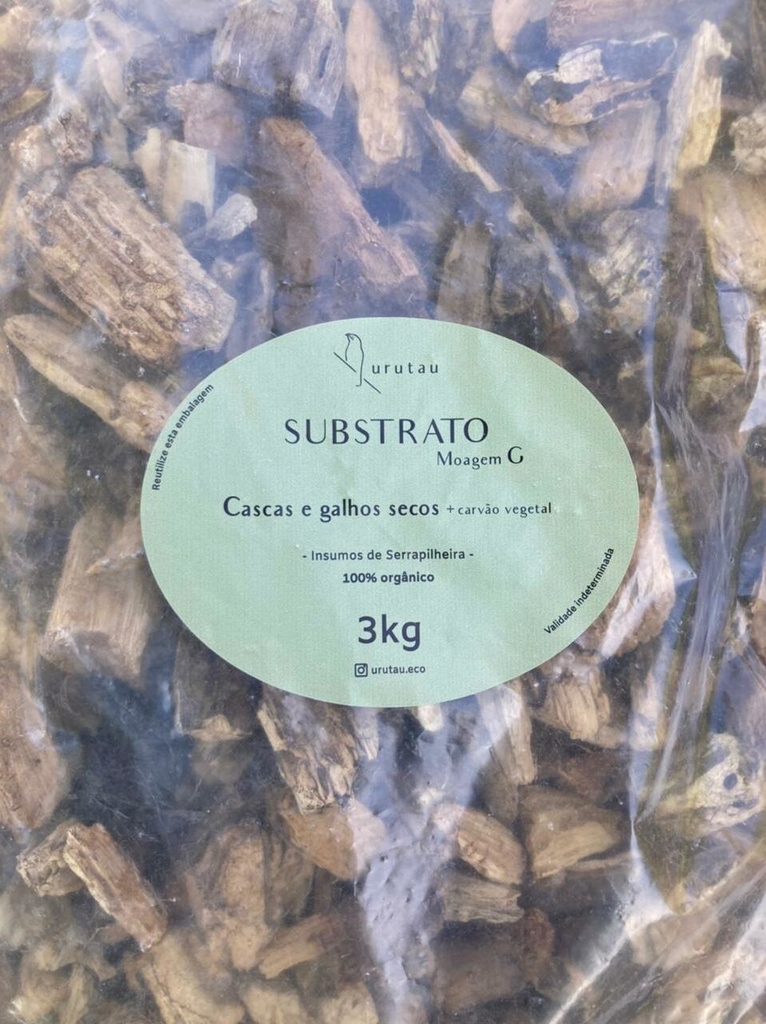 urutau
SUBSTRATO
Moagem G
Reutilize esta embalagem
Cascas e galhos secos + carvão vegetal
- Insumos de Serrapilheira -
100% orgânico
Validade indeterminada
3kg
urutau.eco